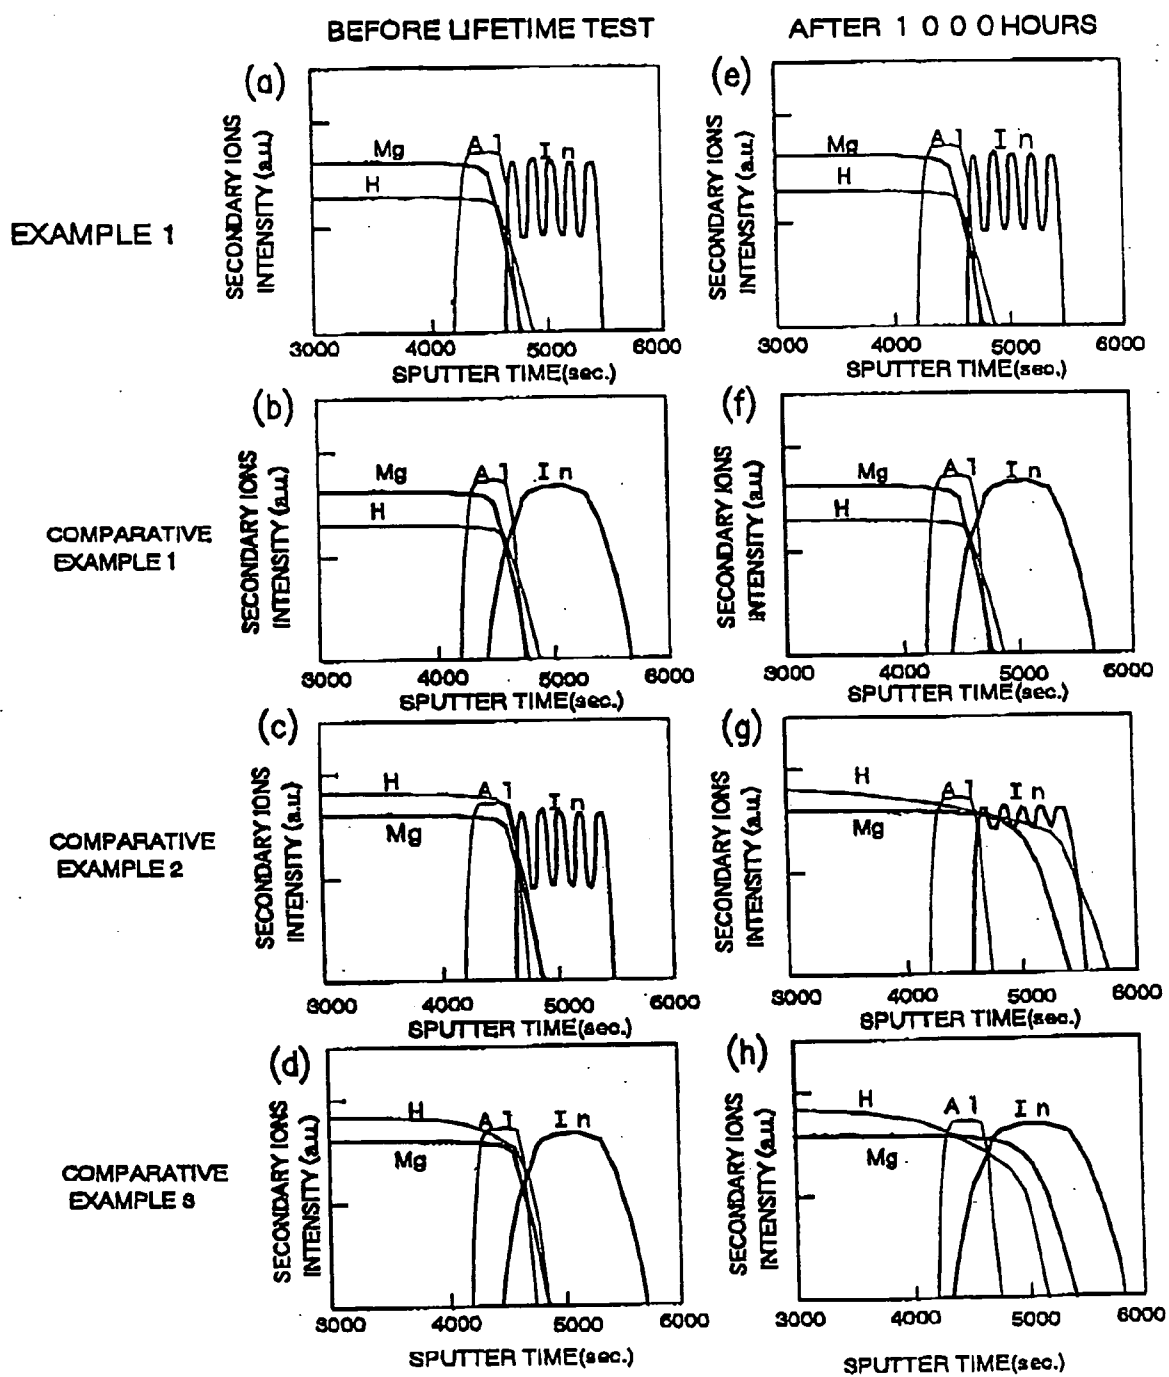 BEFORE LIFETIME TEST
AFTER 1000HOURS
EXAMPLE 1
(a)
SECONDARY IONS
INTENSITY (a.u.)
Mg
H
Al
In
3000 4000 5000 6000
SPUTTER TIME(sec.)
(e)
SECONDARY IONS
INTENSITY (a.u.)
Mg
H
Al
In
3000 4000 5000 6000
SPUTTER TIME(sec.)
COMPARATIVE
EXAMPLE 1
(b)
SECONDARY IONS
INTENSITY (a.u.)
Mg
H
Al
In
3000 4000 5000 6000
SPUTTER TIME(sec.)
(f)
SECONDARY IONS
INTENSITY (a.u.)
Mg
H
Al
In
3000 4000 5000 6000
SPUTTER TIME(sec.)
COMPARATIVE
EXAMPLE 2
(c)
SECONDARY IONS
INTENSITY (a.u.)
H
Mg
Al
In
3000 4000 5000 6000
SPUTTER TIME(sec.)
(g)
SECONDARY IONS
INTENSITY (a.u.)
H
Mg
Al
In
3000 4000 5000 6000
SPUTTER TIME(sec.)
COMPARATIVE
EXAMPLE 3
(d)
SECONDARY IONS
INTENSITY (a.u.)
H
Mg
Al
In
3000 4000 5000 6000
SPUTTER TIME(sec.)
(h)
SECONDARY IONS
INTENSITY (a.u.)
H
Mg
Al
In
3000 4000 5000 6000
SPUTTER TIME(sec.)